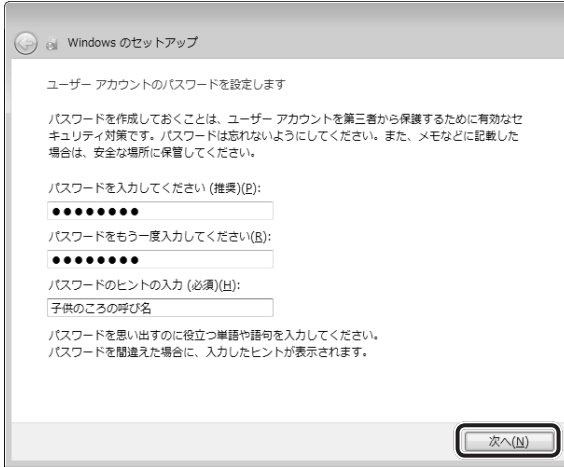 Windows のセットアップ
ユーザー アカウントのパスワードを設定します
パスワードを作成しておくことは、ユーザー アカウントを第三者から保護するために有効なセ
キュリティ対策です。パスワードは忘れないようにしてください。また、メモなどに記載した
場合は、安全な場所に保管してください。
パスワードを入力してください (推奨)(P):
●●●●●●●●
パスワードをもう一度入力してください(R):
●●●●●●●●
パスワードのヒントの入力 (必須)(H):
子供のころの呼び名
パスワードを思い出すのに役立つ単語や語句を入力してください。
パスワードを間違えた場合に、入力したヒントが表示されます。
次へ(N)